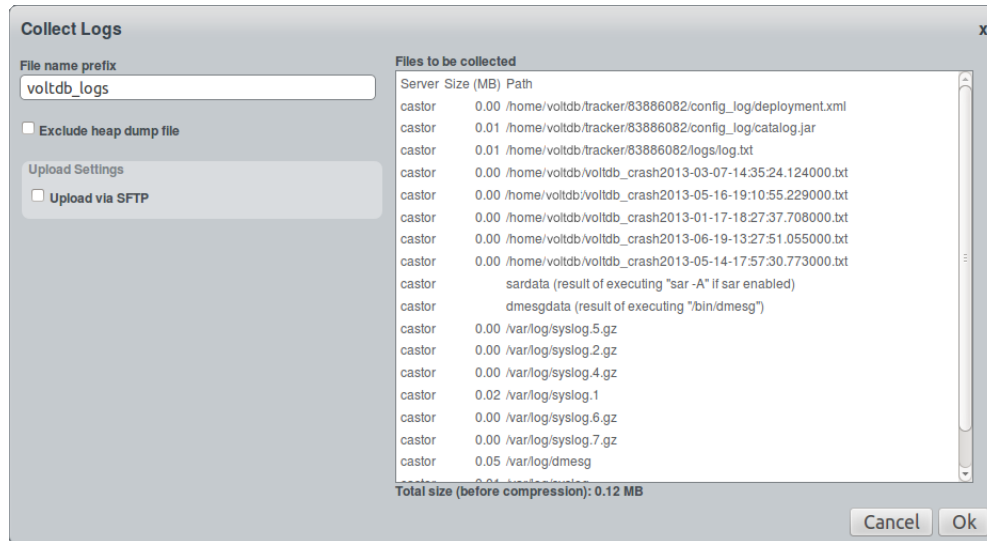 Collect Logs
x
File name prefix
voltdb_logs
Exclude heap dump file
Upload Settings
Upload via SFTP
Files to be collected
Server Size (MB) Path
castor 0.00 /home/voltdb/tracker/83886082/config_log/deployment.xml
castor 0.01 /home/voltdb/tracker/83886082/config_log/catalog.jar
castor 0.01 /home/voltdb/tracker/83886082/logs/log.txt
castor 0.00 /home/voltdb/voltdb_crash2013-03-07-14:35:24.124000.txt
castor 0.00 /home/voltdb/voltdb_crash2013-05-16-19:10:55.229000.txt
castor 0.00 /home/voltdb/voltdb_crash2013-01-17-18:27:37.708000.txt
castor 0.00 /home/voltdb/voltdb_crash2013-06-19-13:27:51.055000.txt
castor 0.00 /home/voltdb/voltdb_crash2013-05-14-17:57:30.773000.txt
castor sardata (result of executing "sar -A" if sar enabled)
castor dmesgdata (result of executing "/bin/dmesg")
castor 0.00 /var/log/syslog.5.gz
castor 0.00 /var/log/syslog.2.gz
castor 0.00 /var/log/syslog.4.gz
castor 0.02 /var/log/syslog.1
castor 0.00 /var/log/syslog.6.gz
castor 0.00 /var/log/syslog.7.gz
castor 0.05 /var/log/dmesg
Total size (before compression): 0.12 MB
Cancel
Ok